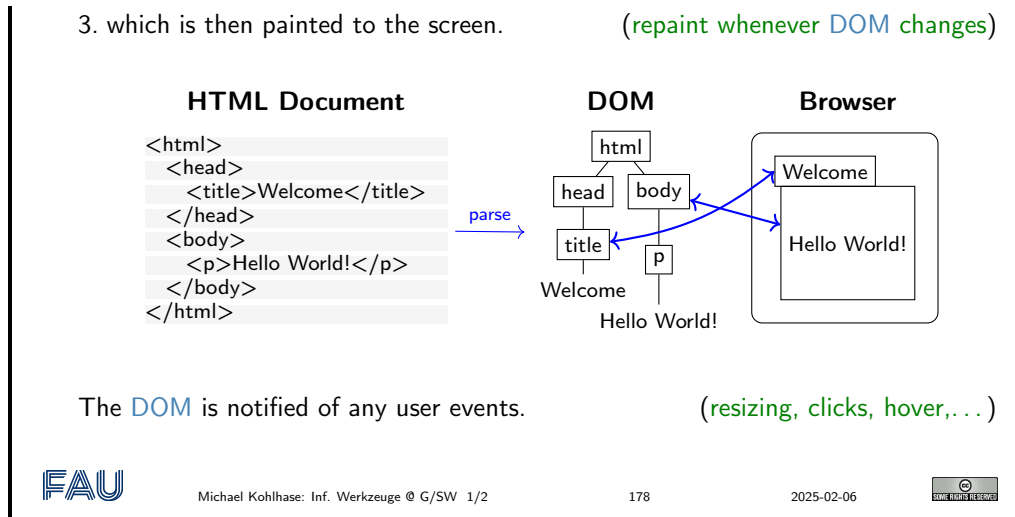 3. which is then painted to the screen. (repaint whenever DOM changes)
HTML Document
<html>
<head>
<title>Welcome</title>
</head>
<body>
<p>Hello World!</p>
</body>
</html>
parse
DOM
html
head
body
title
p
Welcome
Hello World!
Browser
Welcome
Hello World!
The DOM is notified of any user events. (resizing, clicks, hover,. . . )
FAU Michael Kohlhase: Inf. Werkzeuge @ G/SW 1/2 178 2025-02-06
cc
SOME RIGHTS RESERVED